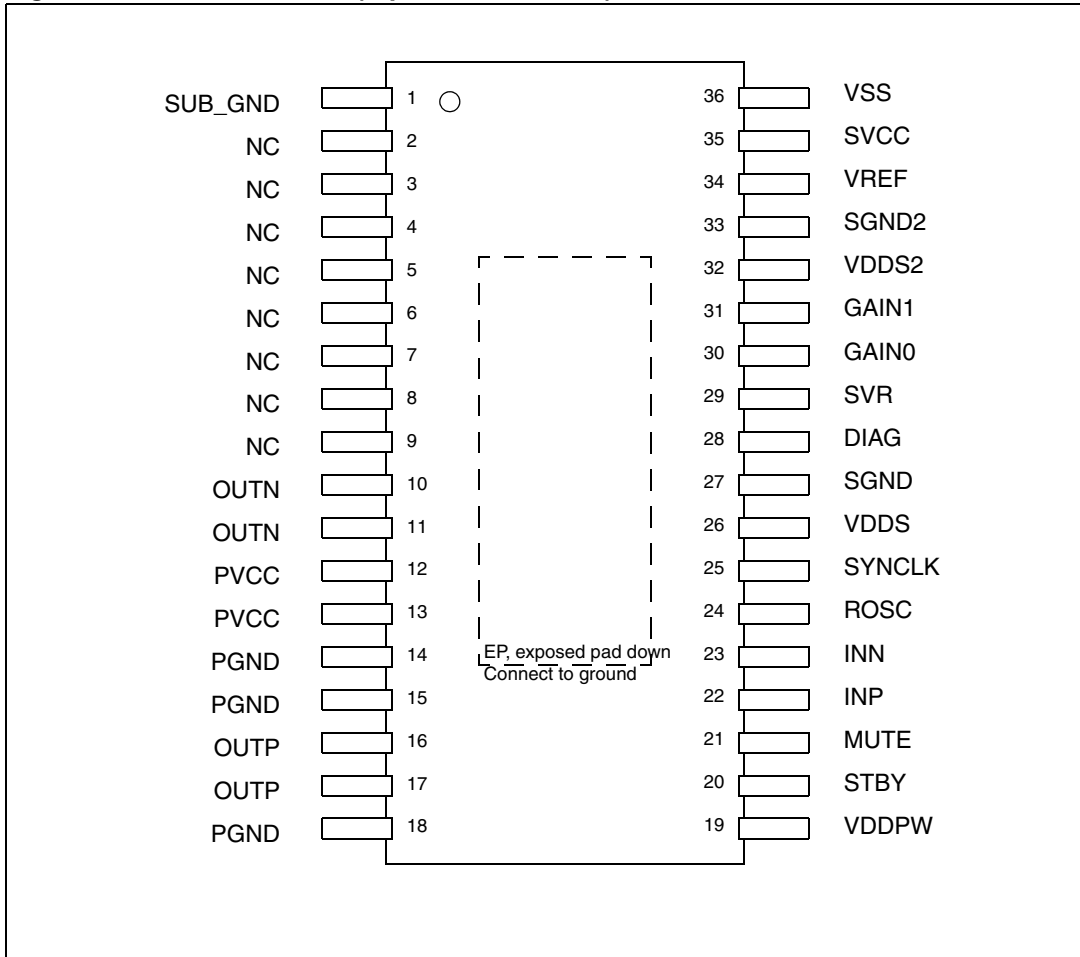 SUB_GND 1 36 VSS
NC 2 35 SVCC
NC 3 34 VREF
NC 4 33 SGND2
NC 5 32 VDDS2
NC 6 31 GAIN1
NC 7 30 GAIN0
NC 8 29 SVR
NC 9 28 DIAG
OUTN 10 27 SGND
OUTN 11 26 VDDS
PVCC 12 25 SYNCLK
PVCC 13 24 ROSC
PGND 14 EP, exposed pad down 23 INN
Connect to ground
PGND 15 22 INP
OUTP 16 21 MUTE
OUTP 17 20 STBY
PGND 18 19 VDDPW